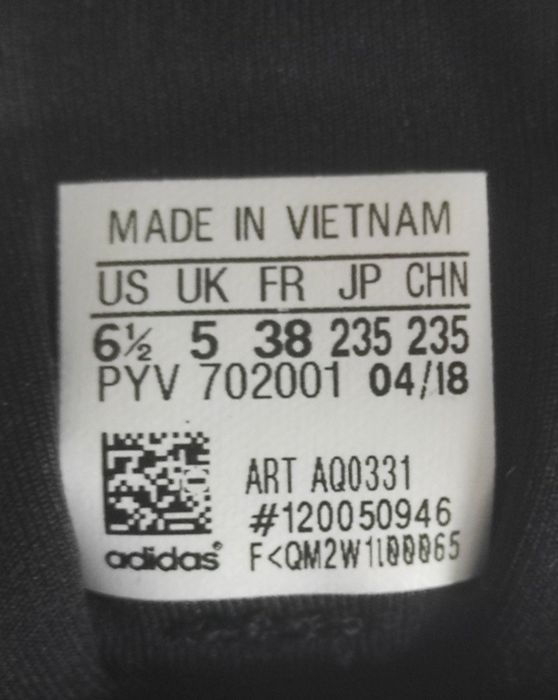 MADE IN VIETNAM
US UK FR JP CHN
6½ 5 38 235 235
PYV 702001 04/18
ART AQ0331
#120050946
adidas®